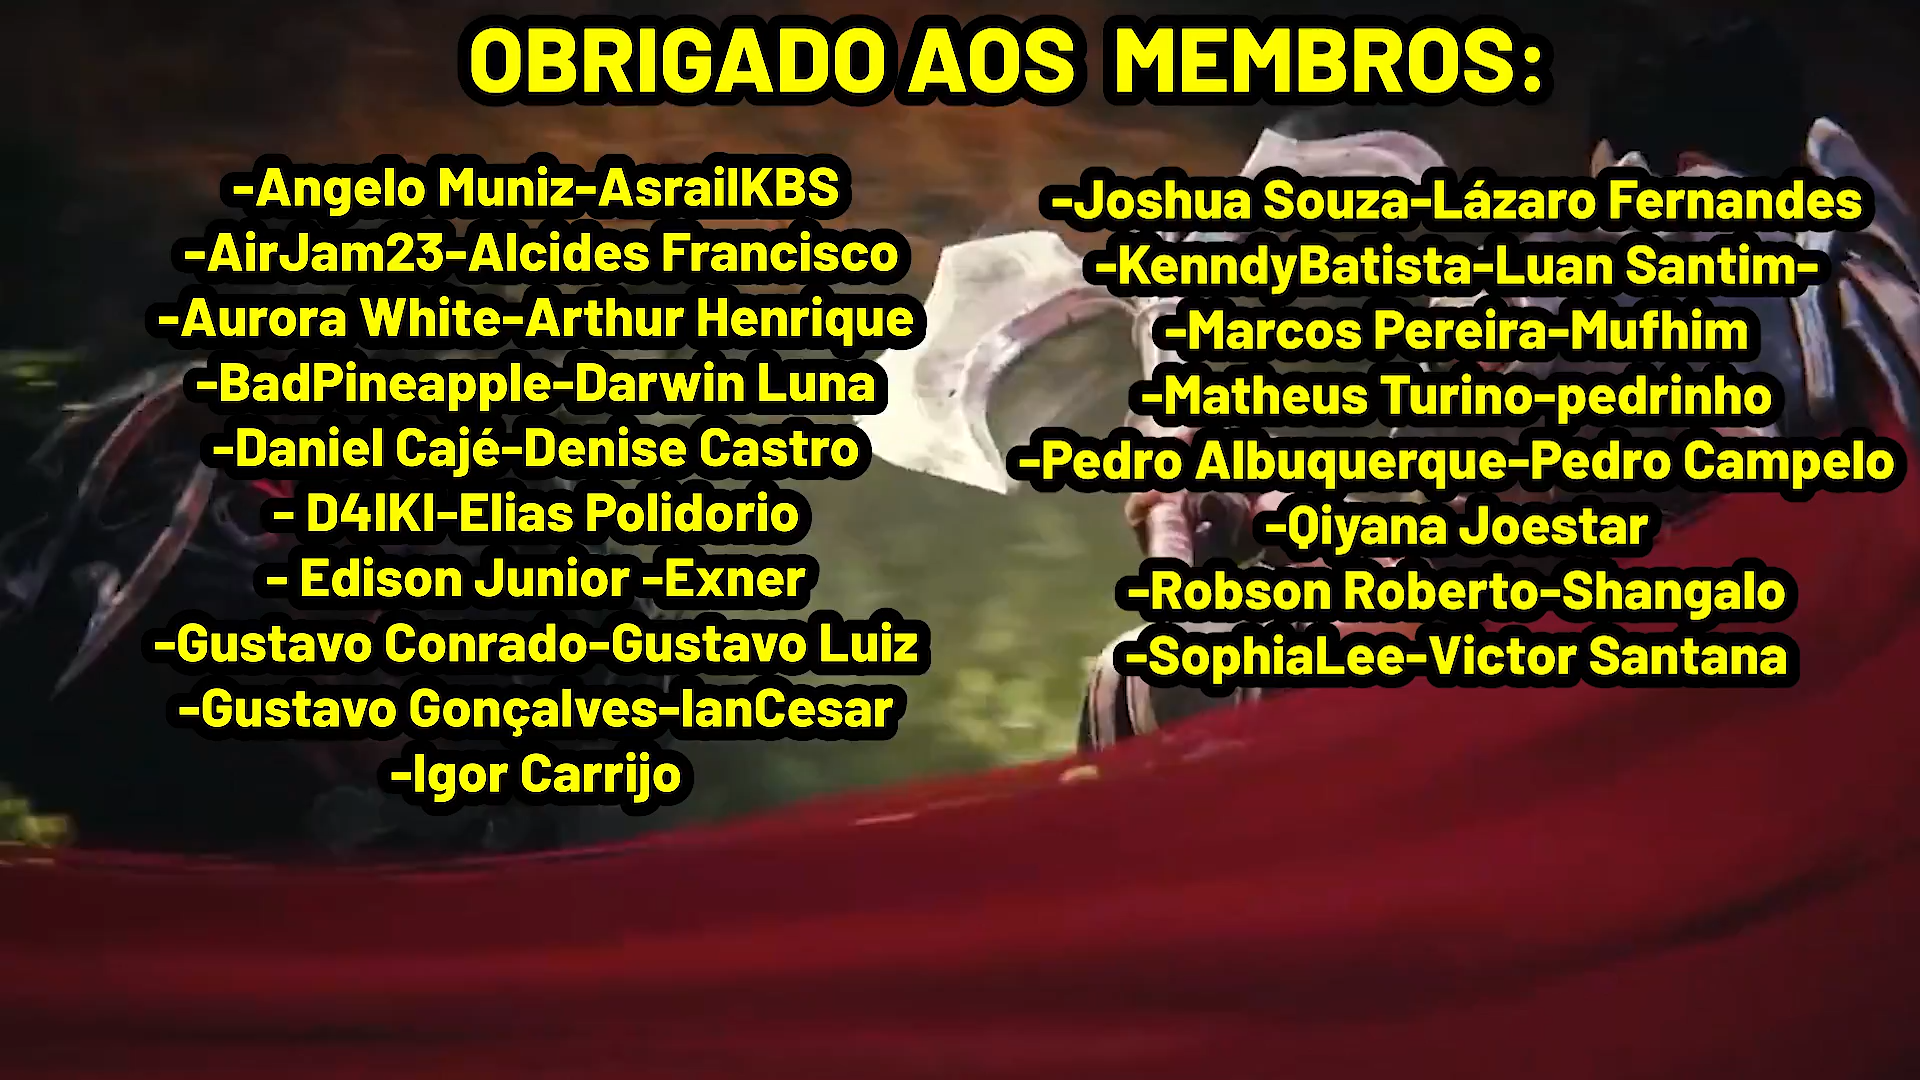 OBRIGADO AOS MEMBROS:
-Angelo Muniz-AsrailKBS
-AirJam23-Alcides Francisco
-Aurora White-Arthur Henrique
-BadPineapple-Darwin Luna
-Daniel Cajé-Denise Castro
- D4IKI-Elias Polidorio
- Edison Junior -Exner
-Gustavo Conrado-Gustavo Luiz
-Gustavo Gonçalves-IanCesar
-Igor Carrijo
-Joshua Souza-Lázaro Fernandes
-KenndyBatista-Luan Santim-
-Marcos Pereira-Mufhim
-Matheus Turino-pedrinho
-Pedro Albuquerque-Pedro Campelo
-Qiyana Joestar
-Robson Roberto-Shangalo
-SophiaLee-Victor Santana